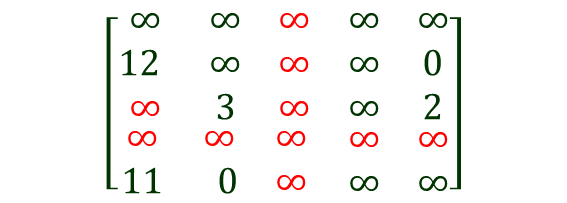 ∞ ∞ ∞ ∞ ∞
12 ∞ ∞ ∞ 0
∞ 3 ∞ ∞ 2
∞ ∞ ∞ ∞ ∞
11 0 ∞ ∞ ∞